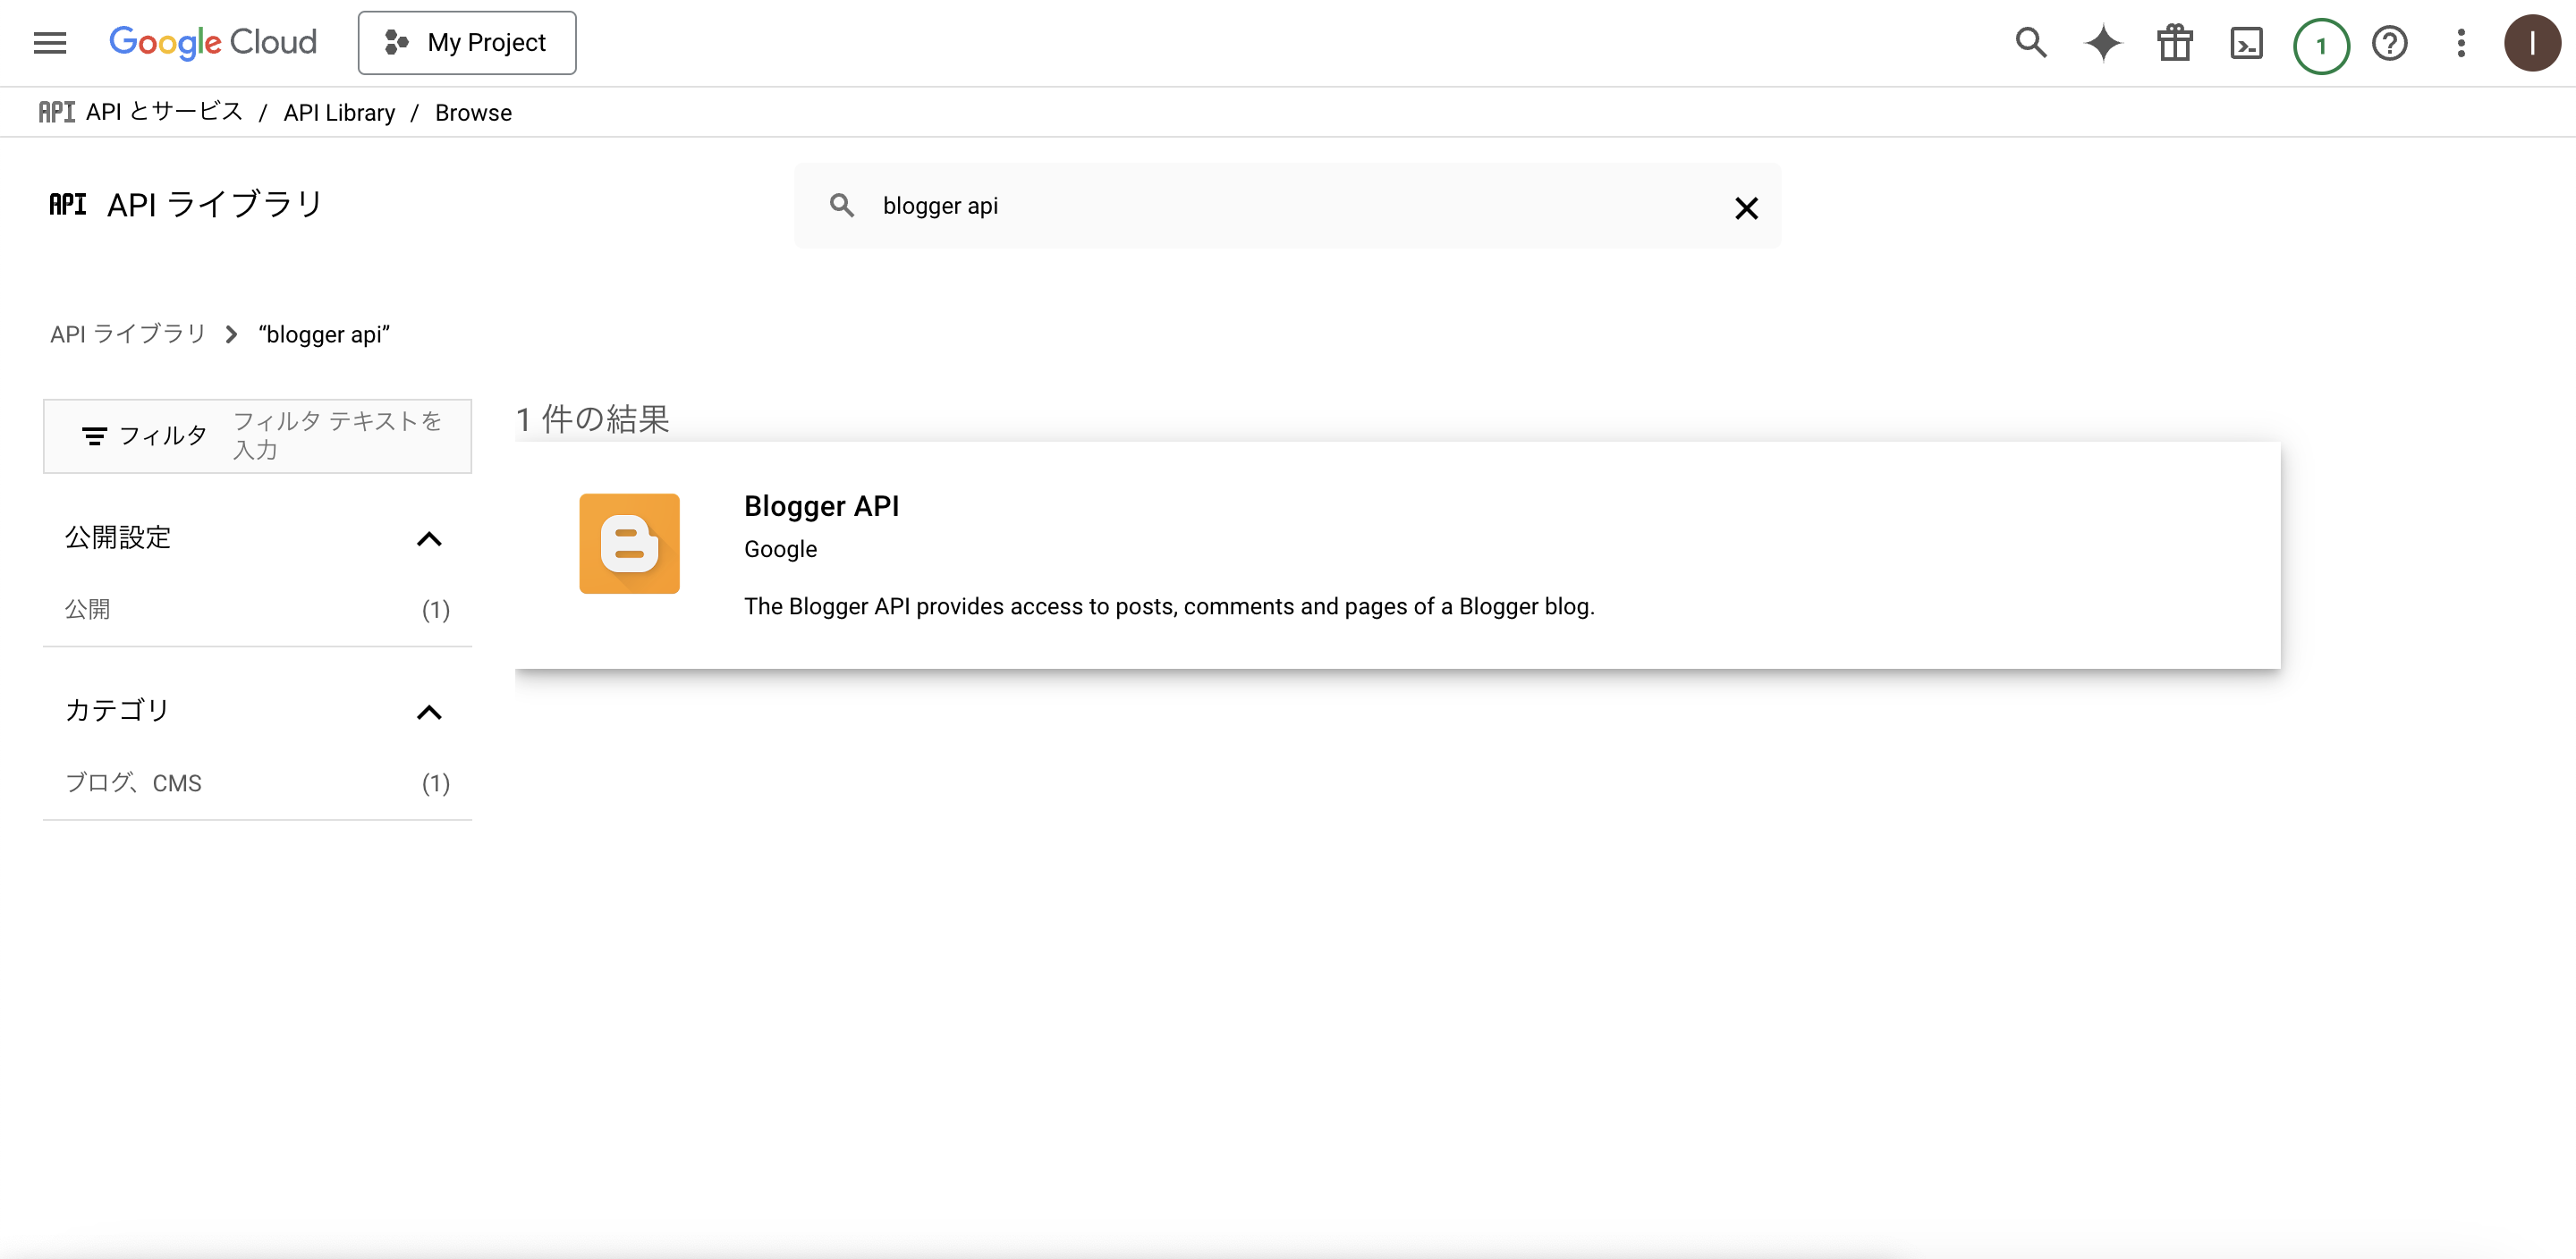 Google Cloud
My Project
1
I
API API とサービス / API Library / Browse
API API ライブラリ
blogger api
API ライブラリ “blogger api”
フィルタ フィルタ テキストを
入力
公開設定
公開 (1)
カテゴリ
ブログ、CMS (1)
1 件の結果
Blogger API
Google
The Blogger API provides access to posts, comments and pages of a Blogger blog.